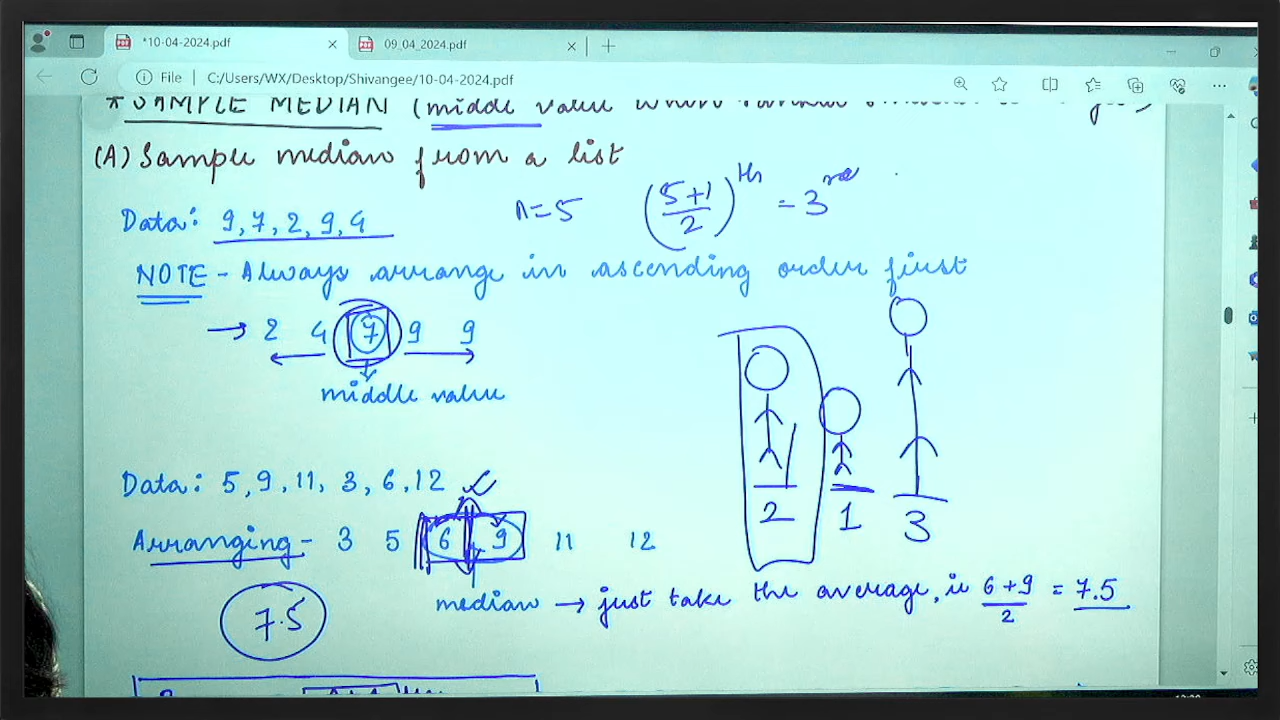 *10-04-2024.pdf
09_04_2024.pdf
File | C:/Users/WX/Desktop/Shivangee/10-04-2024.pdf
* SAMPLE MEDIAN (middle value when
(A) Sample median from a list
n=5 (5+1/2)th = 3rd
Data: 9, 7, 2, 9, 4
NOTE - Always arrange in ascending order first
→ 2 4 7 9 9
middle value
Data: 5, 9, 11, 3, 6, 12
2 1 3
Arranging - 3 5 6 9 11 12
median → just take the average, ie 6+9/2 = 7.5
7.5